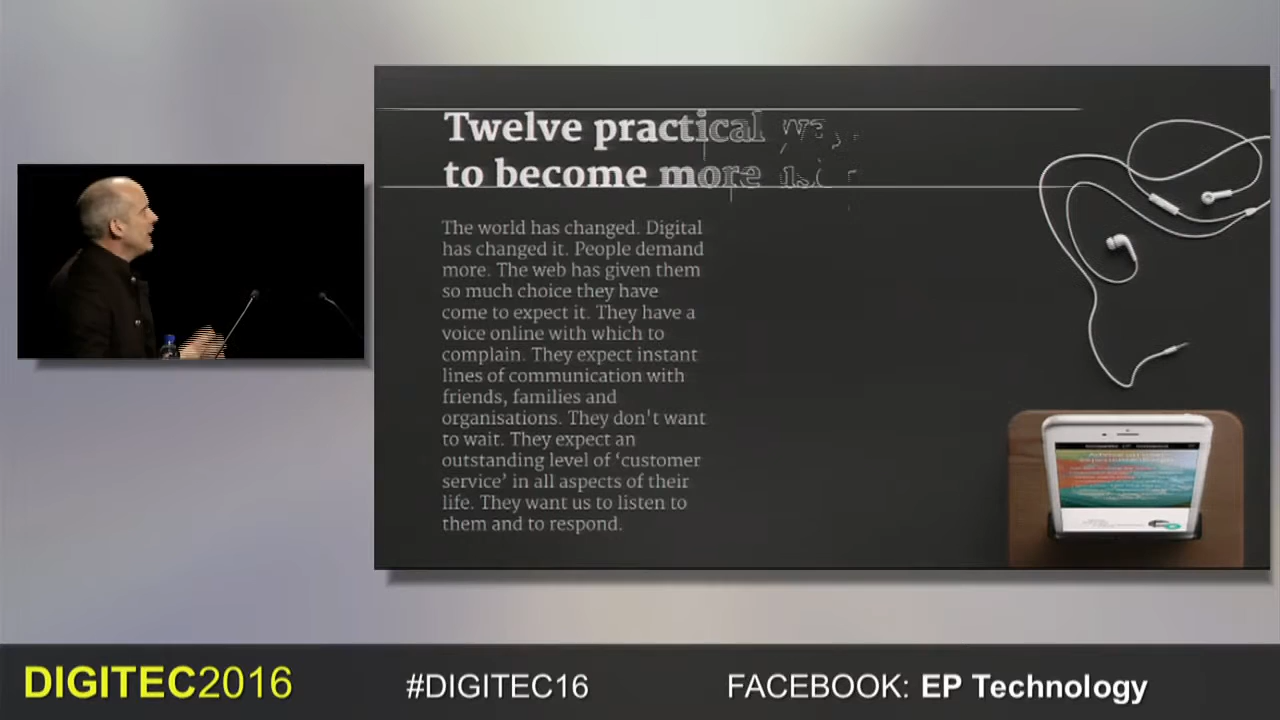 Twelve practical
to become more
The world has changed. Digital
has changed it. People demand
more. The web has given them
so much choice they have
come to expect it. They have a
voice online with which to
complain. They expect instant
lines of communication with
friends, families and
organisations. They don't want
to wait. They expect an
outstanding level of ‘customer
service’ in all aspects of their
life. They want us to listen to
them and to respond.
DIGITEC2016
#DIGITEC16
FACEBOOK: EP Technology